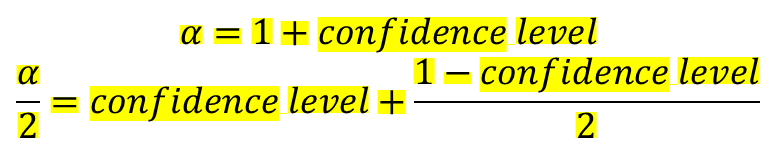 α = 1 + confidence level
α/2 = confidence level + (1 − confidence level)/2